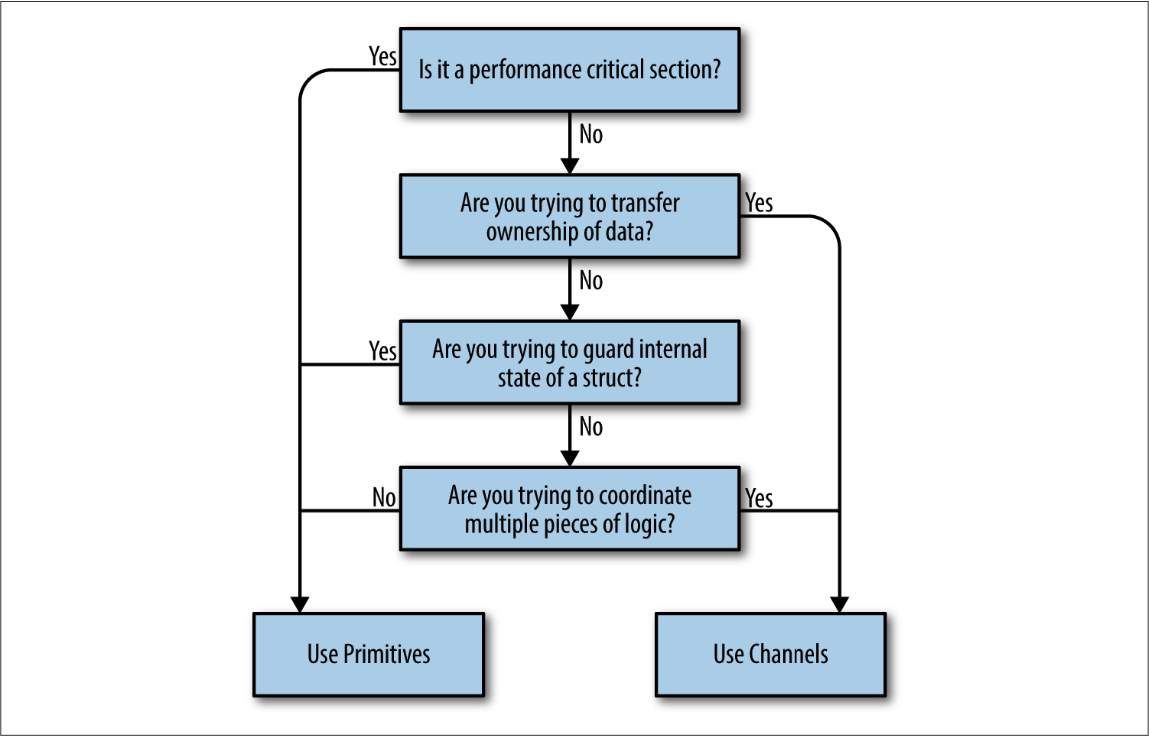 Yes
Is it a performance critical section?
No
Are you trying to transfer
ownership of data?
Yes
No
Yes
Are you trying to guard internal
state of a struct?
No
No
Are you trying to coordinate
multiple pieces of logic?
Yes
Use Primitives
Use Channels